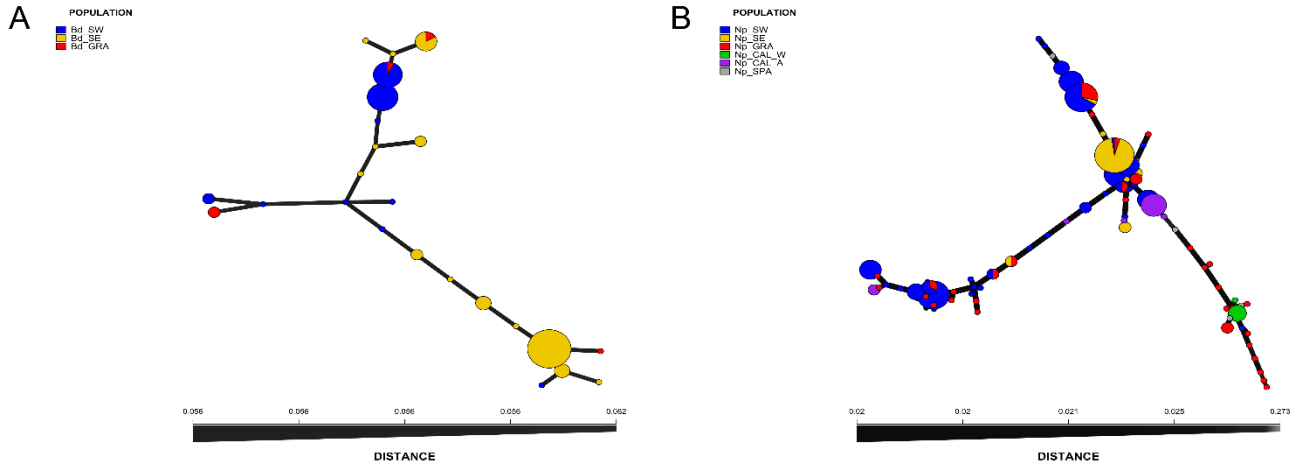 A
POPULATION
Bd_SW
Bd_SE
Bd_GRA
0.056 0.056 0.066 0.056 0.062
DISTANCE
B
POPULATION
Np_SW
Np_SE
Np_GRA
Np_CAL_W
Np_CAL_A
Np_SPA
0.02 0.02 0.021 0.025 0.273
DISTANCE